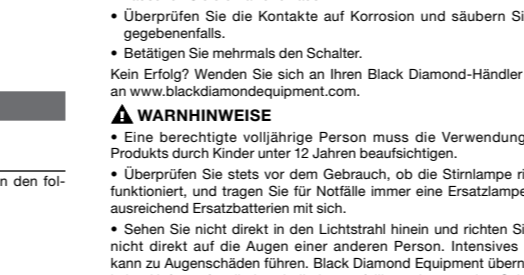 • Überprüfen Sie die Kontakte auf Korrosion und säubern Si
gegebenenfalls.
• Betätigen Sie mehrmals den Schalter.
Kein Erfolg? Wenden Sie sich an Ihren Black Diamond-Händler
an www.blackdiamondequipment.com.
WARNHINWEISE
• Eine berechtigte volljährige Person muss die Verwendung
Produkts durch Kinder unter 12 Jahren beaufsichtigen.
• Überprüfen Sie stets vor dem Gebrauch, ob die Stirnlampe ri
n den fol-
funktioniert, und tragen Sie für Notfälle immer eine Ersatzlampe
ausreichend Ersatzbatterien mit sich.
• Sehen Sie nicht direkt in den Lichtstrahl hinein und richten Si
nicht direkt auf die Augen einer anderen Person. Intensives
kann zu Augenschäden führen. Black Diamond Equipment übern